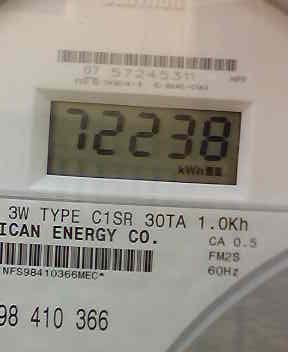 07 57245311
72238
kWh
3W TYPE C1SR 30TA 1.0Kh
ICAN ENERGY CO.
CA 0.5
FM2S
60Hz
NFS98410366MEC*
98 410 366